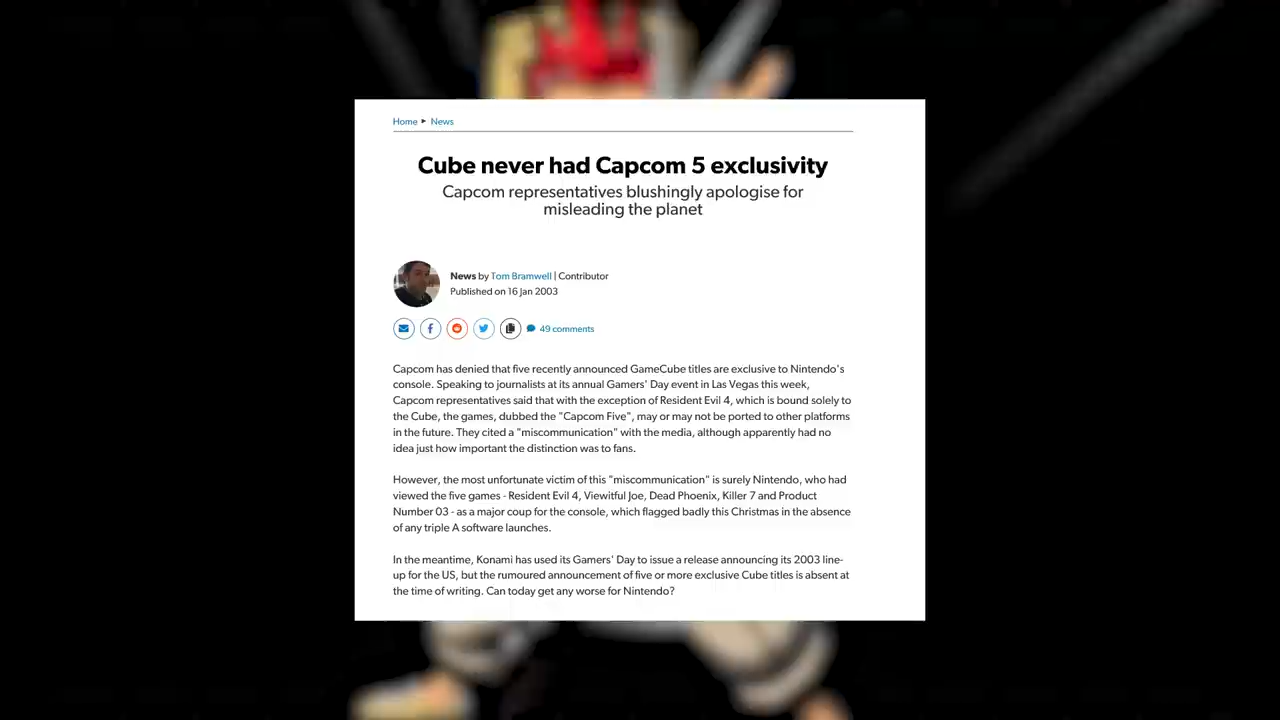 Home ▸ News
Cube never had Capcom 5 exclusivity
Capcom representatives blushingly apologise for
misleading the planet
News by Tom Bramwell | Contributor
Published on 16 Jan 2003
49 comments
Capcom has denied that five recently announced GameCube titles are exclusive to Nintendo's
console. Speaking to journalists at its annual Gamers' Day event in Las Vegas this week,
Capcom representatives said that with the exception of Resident Evil 4, which is bound solely to
the Cube, the games, dubbed the "Capcom Five", may or may not be ported to other platforms
in the future. They cited a "miscommunication" with the media, although apparently had no
idea just how important the distinction was to fans.
However, the most unfortunate victim of this "miscommunication" is surely Nintendo, who had
viewed the five games - Resident Evil 4, Viewitful Joe, Dead Phoenix, Killer 7 and Product
Number 03 - as a major coup for the console, which flagged badly this Christmas in the absence
of any triple A software launches.
In the meantime, Konami has used its Gamers' Day to issue a release announcing its 2003 line-
up for the US, but the rumoured announcement of five or more exclusive Cube titles is absent at
the time of writing. Can today get any worse for Nintendo?